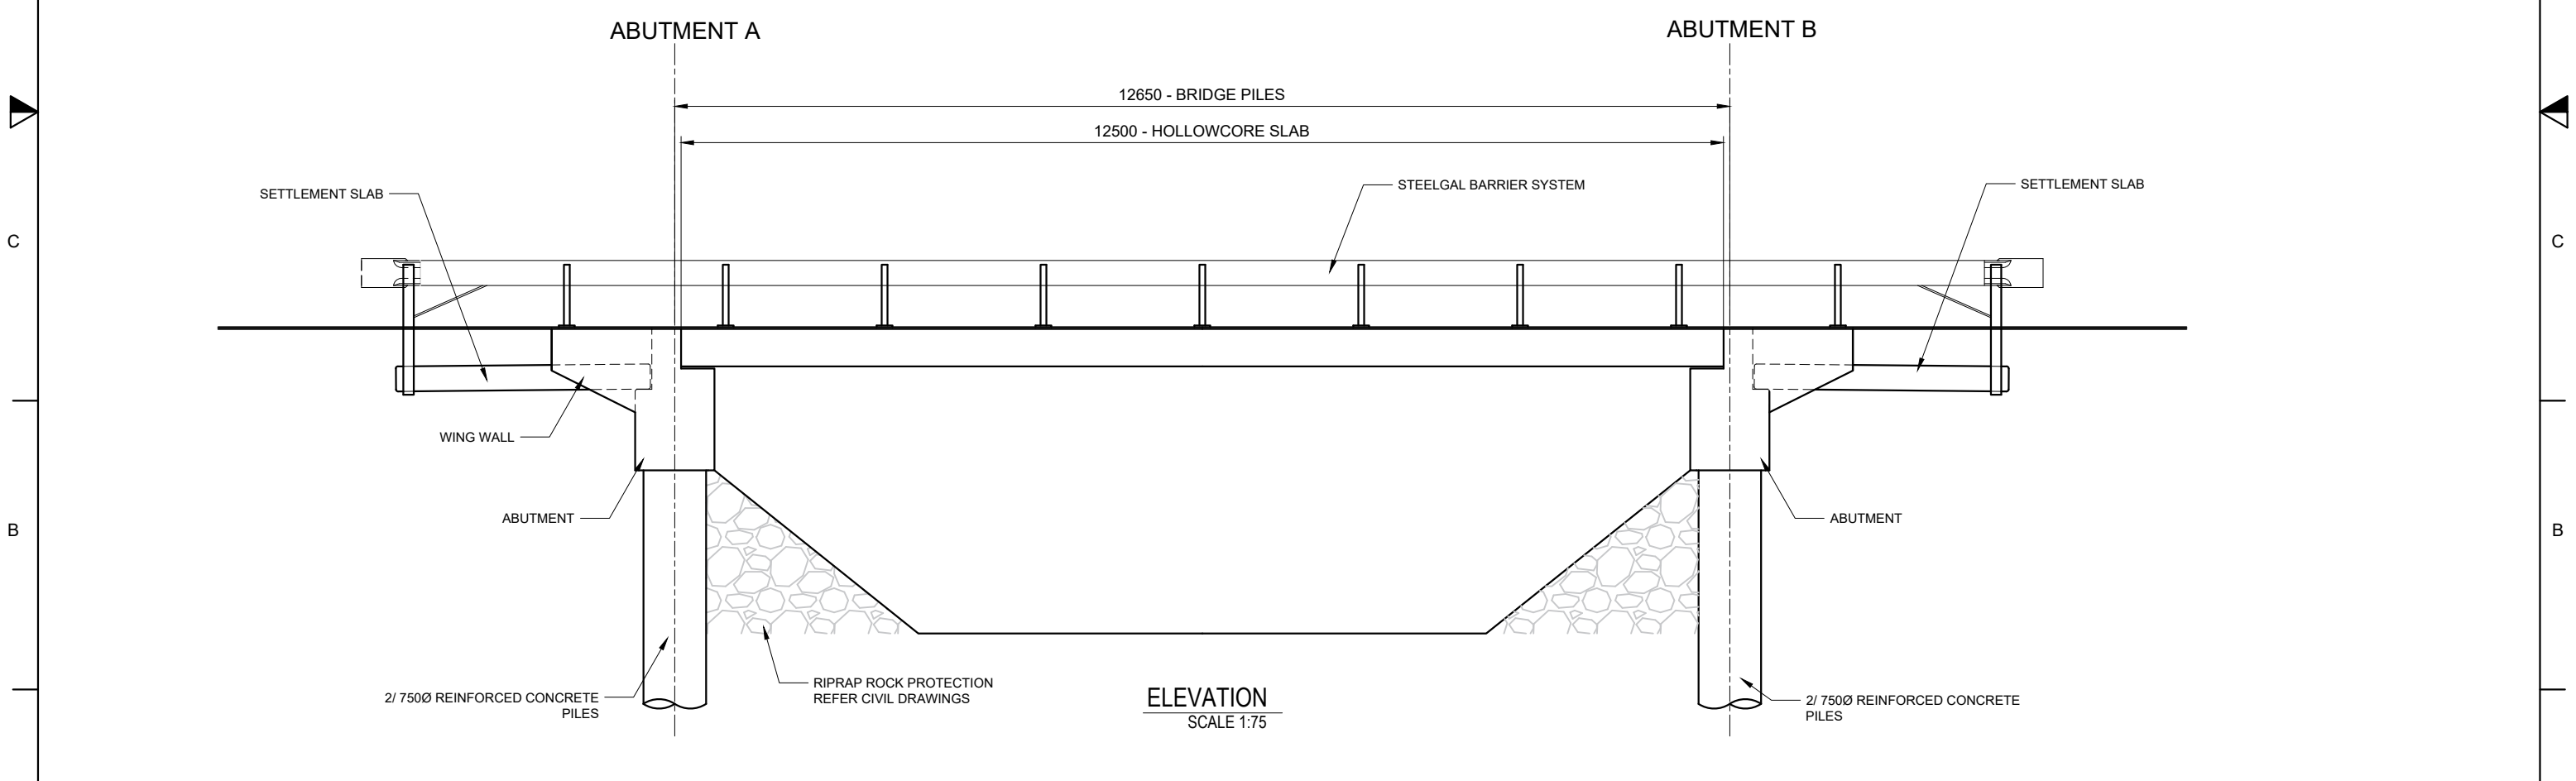 ABUTMENT A
ABUTMENT B
12650 - BRIDGE PILES
12500 - HOLLOWCORE SLAB
SETTLEMENT SLAB
STEELGAL BARRIER SYSTEM
SETTLEMENT SLAB
C
C
WING WALL
ABUTMENT
ABUTMENT
B
B
2/ 750Ø REINFORCED CONCRETE
PILES
RIPRAP ROCK PROTECTION
REFER CIVIL DRAWINGS
ELEVATION
SCALE 1:75
2/ 750Ø REINFORCED CONCRETE
PILES